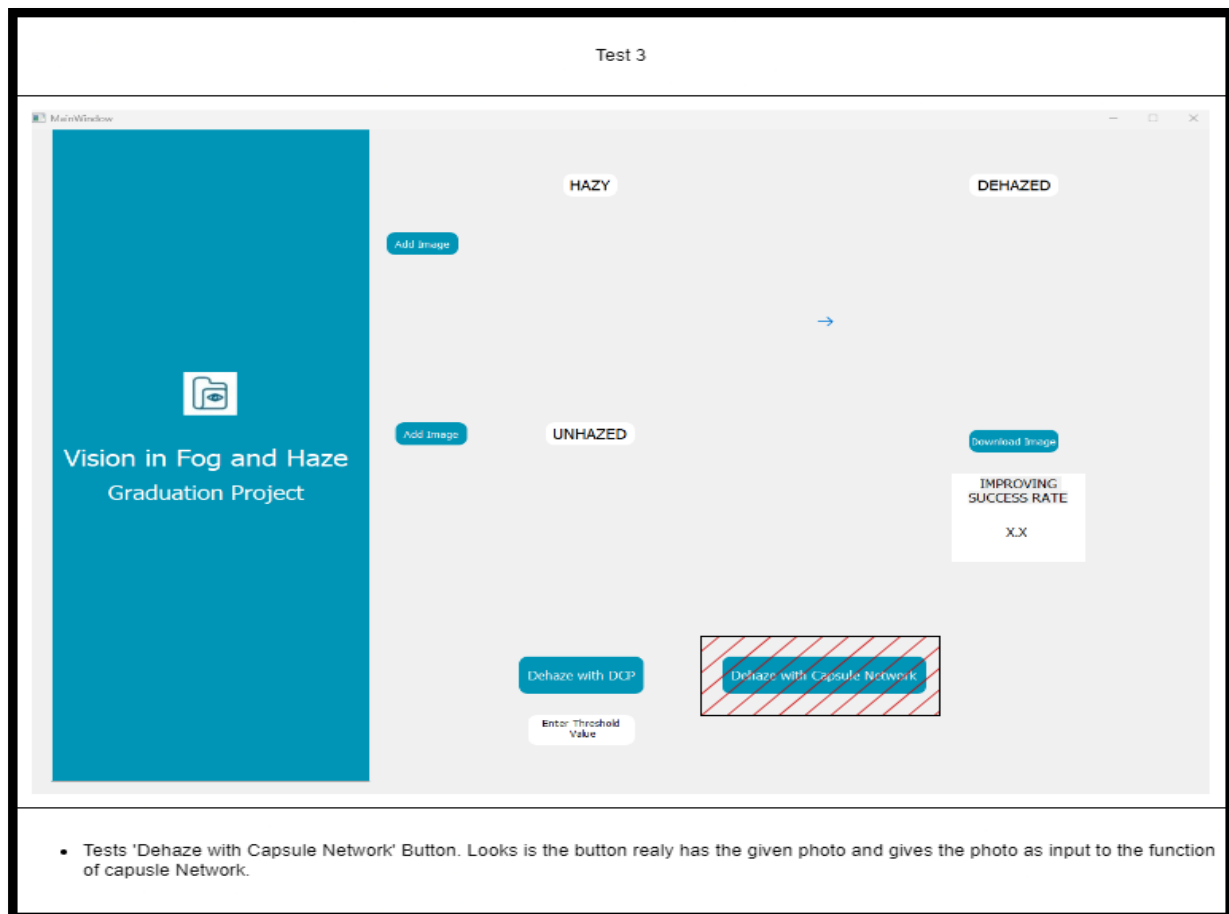 Test 3
MainWindow
HAZY
DEHAZED
Add Image
Add Image
UNHAZED
Download Image
Vision in Fog and Haze
Graduation Project
IMPROVING
SUCCESS RATE
X.X
Dehaze with DCP
Dehaze with Capsule Network
Enter Threshold
Value
• Tests 'Dehaze with Capsule Network' Button. Looks is the button realy has the given photo and gives the photo as input to the function
of capusle Network.